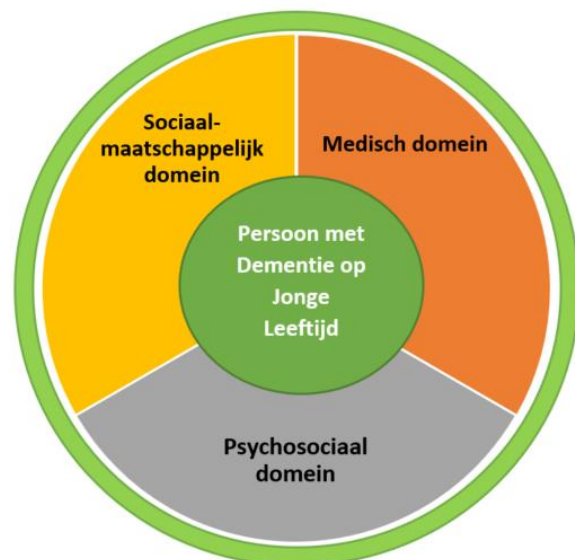 Sociaal-
maatschappelijk
domein
Medisch domein
Persoon met
Dementie op
Jonge
Leeftijd
Psychosociaal
domein